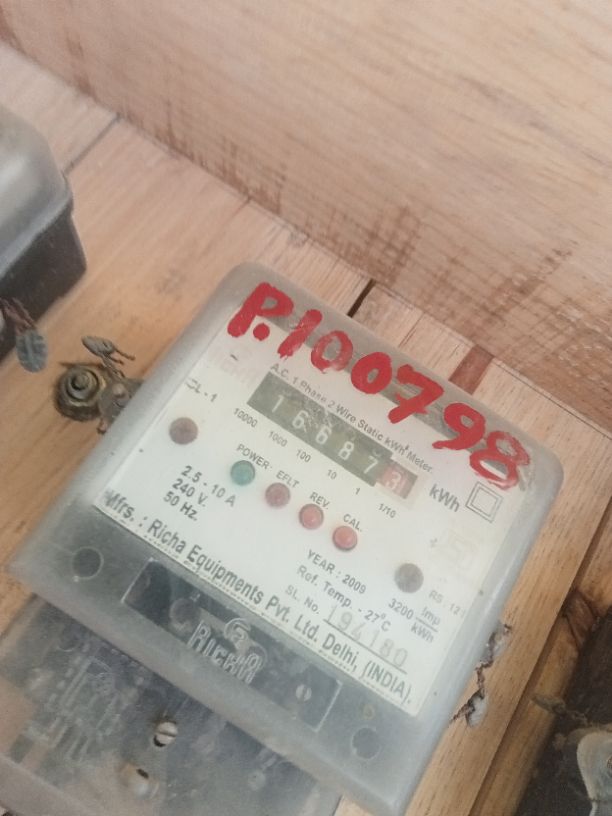 P.100798
A.C. 1 Phase 2 Wire Static kWh Meter.
CL-1
166873
kWh
10000 1000 100 10 1 1/10
POWER EFLT REV. CAL.
2.5 - 10 A
240 V.
50 Hz.
YEAR : 2009
Ref. Temp. - 27°C
SL. No. 194180
3200 Imp/kWh
Mfrs. : Richa Equipments Pvt. Ltd. Delhi, (INDIA).
RICHA